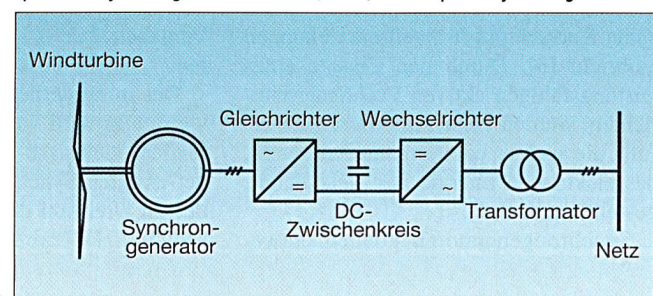 Windturbine
Gleichrichter
Wechselrichter
~
=
=
~
Synchron-
generator
DC-
Zwischenkreis
Transformator
Netz